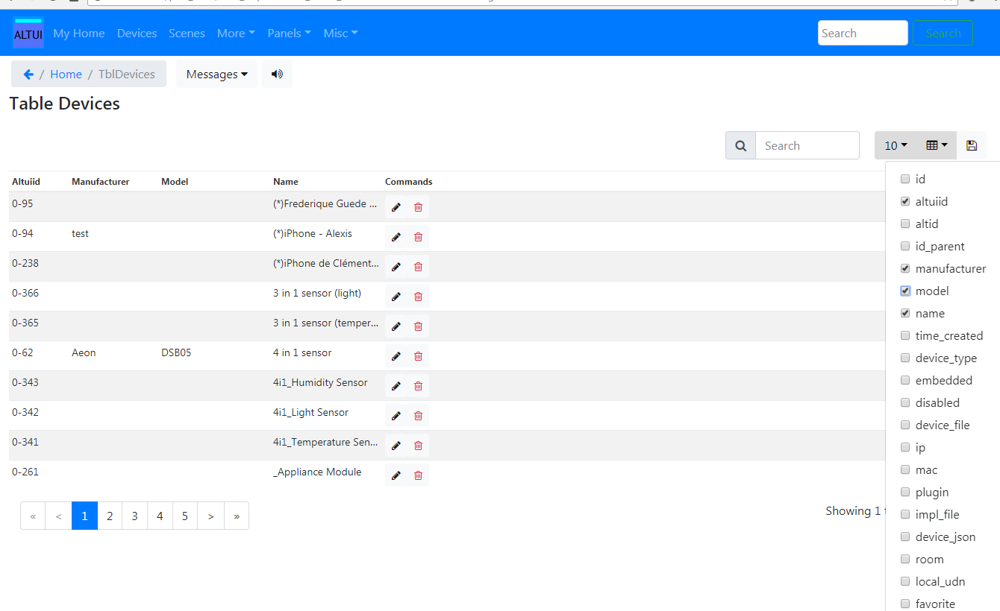 ALTUI My Home Devices Scenes More Panels Misc Search Search
/ Home / TblDevices Messages
Table Devices
Search 10
Altuiid Manufacturer Model Name Commands
0-95 (*)Frederique Guede ...
0-94 test (*)iPhone - Alexis
0-238 (*)iPhone de Clément...
0-366 3 in 1 sensor (light)
0-365 3 in 1 sensor (temper...
0-62 Aeon DSB05 4 in 1 sensor
0-343 4i1_Humidity Sensor
0-342 4i1_Light Sensor
0-341 4i1_Temperature Sen...
0-261 _Appliance Module
« < 1 2 3 4 5 > »
Showing 1
id
altuiid
altid
id_parent
manufacturer
model
name
time_created
device_type
embedded
disabled
device_file
ip
mac
plugin
impl_file
device_json
room
local_udn
favorite